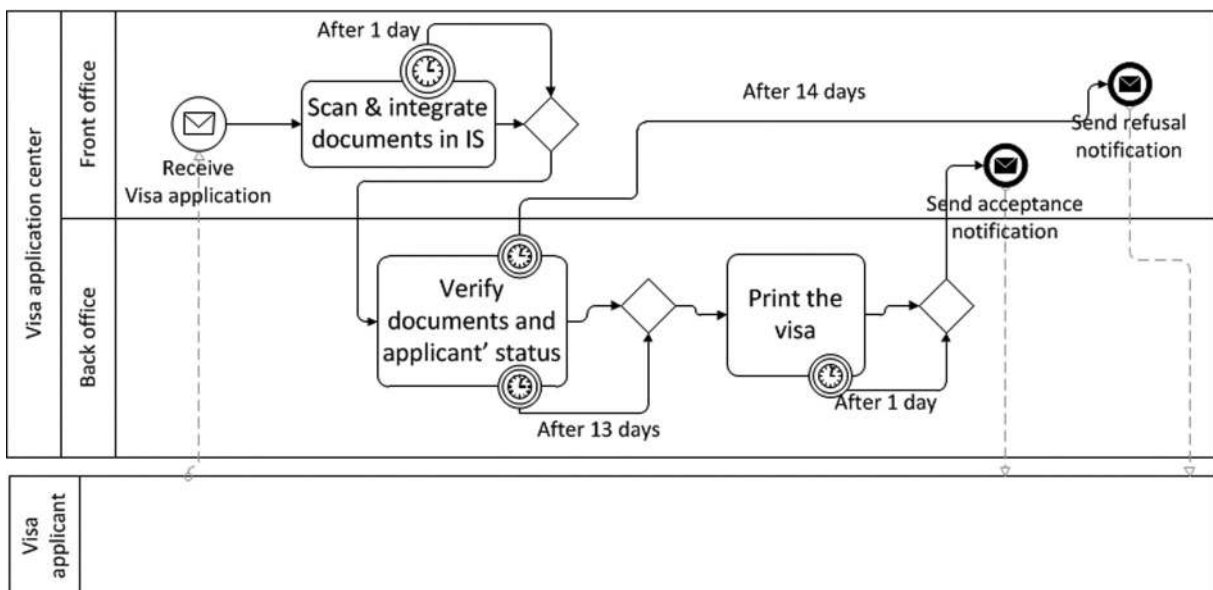 Visa application center
Front office
After 1 day
Scan & integrate
documents in IS
Receive
Visa application
After 14 days
Send refusal
notification
Send acceptance
notification
Back office
Verify
documents and
applicant’ status
After 13 days
Print the
visa
After 1 day
Visa
applicant